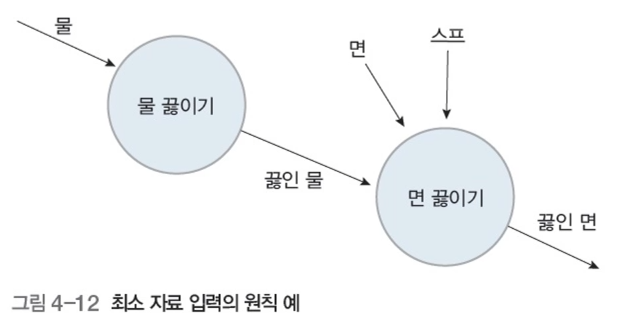 물
면
스프
물 끓이기
끓인 물
면 끓이기
끓인 면
그림 4-12 최소 자료 입력의 원칙 예